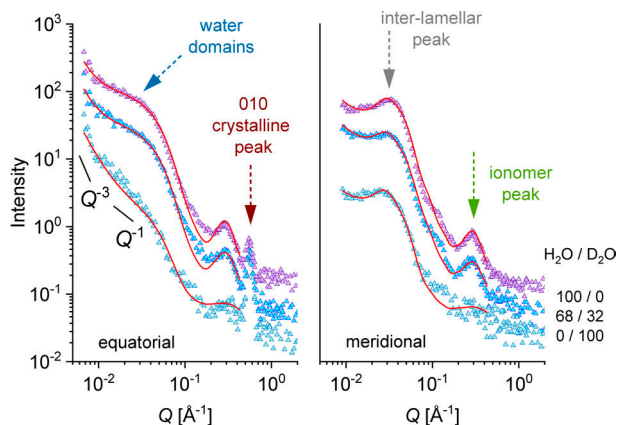 water
domains
010
crystalline
peak
inter-lamellar
peak
ionomer
peak
Intensity
10³
10²
10¹
10⁰
10⁻¹
10⁻²
Q⁻³
Q⁻¹
equatorial
meridional
H₂O / D₂O
100 / 0
68 / 32
0 / 100
10⁻² 10⁻¹ 10⁰
10⁻² 10⁻¹ 10⁰
Q [Å⁻¹]
Q [Å⁻¹]